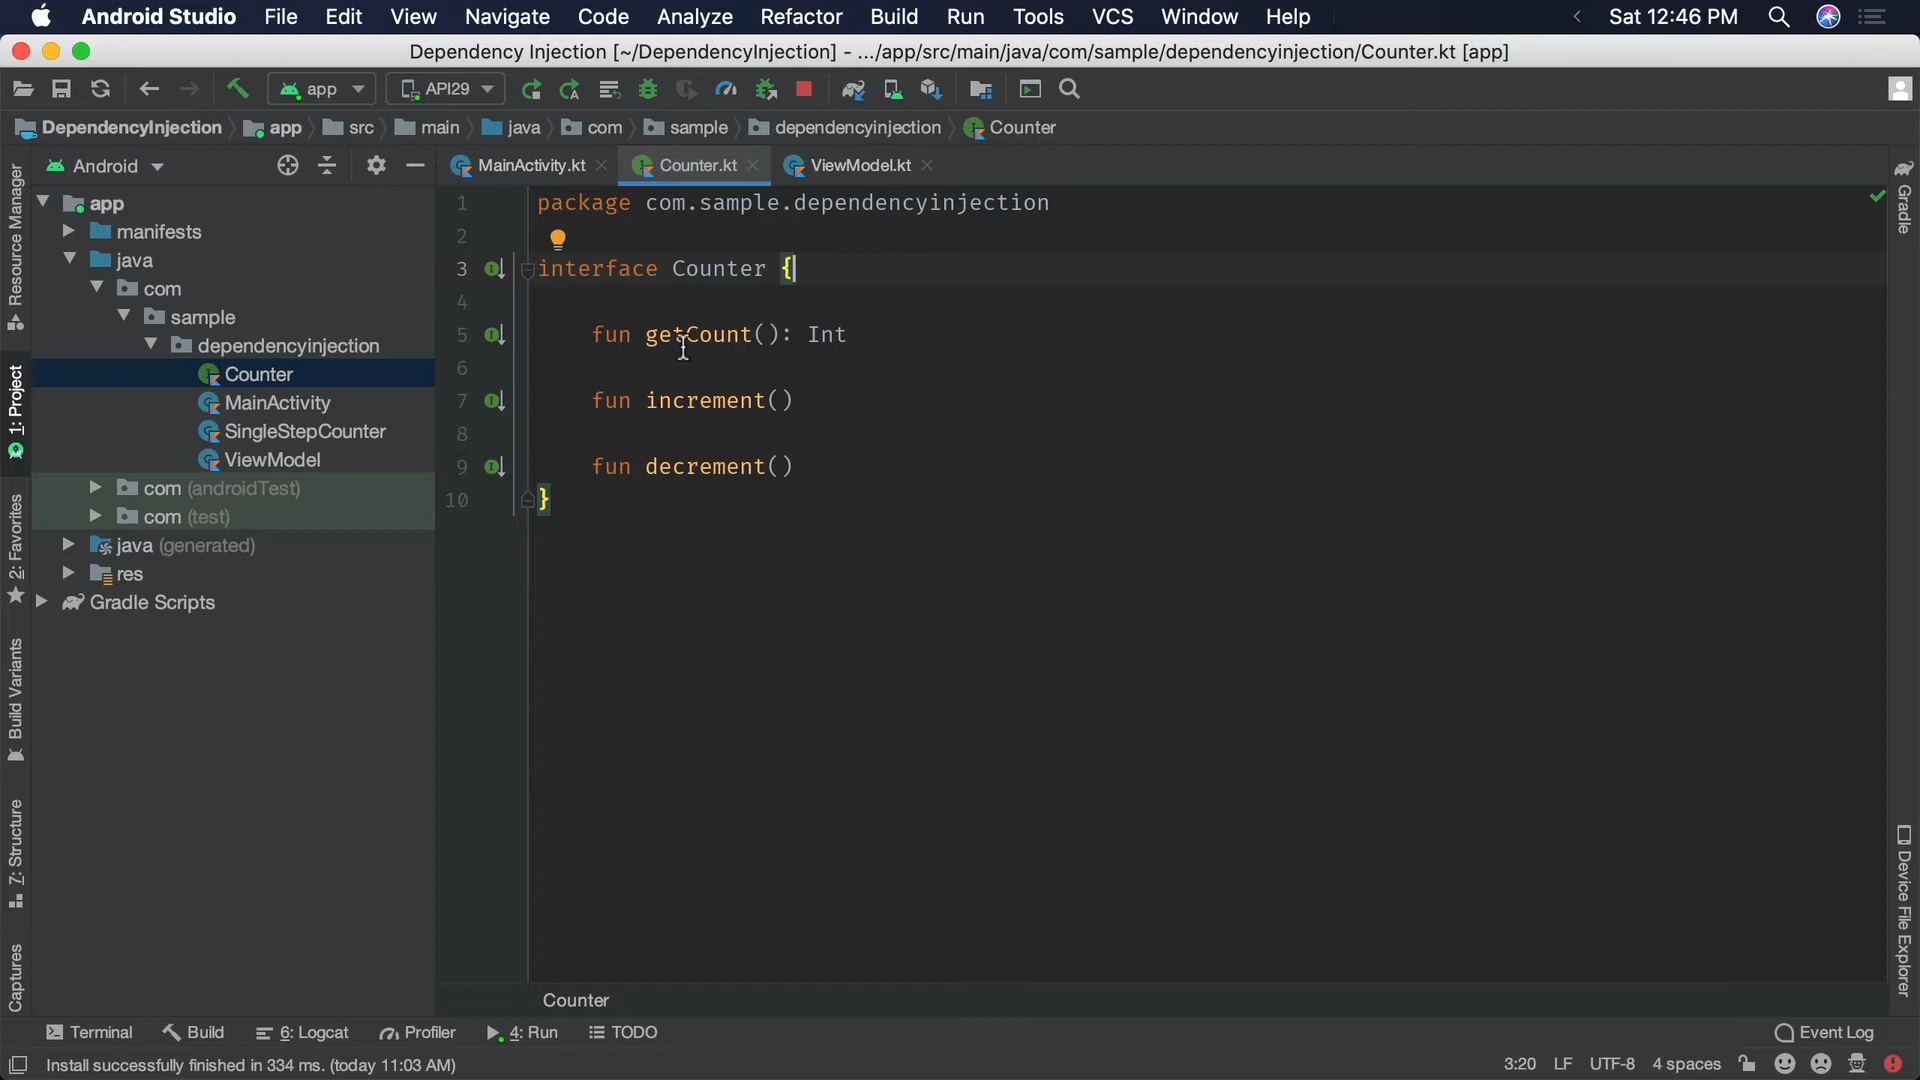 Android Studio File Edit View Navigate Code Analyze Refactor Build Run Tools VCS Window Help Sat 12:46 PM
Dependency Injection [~/DependencyInjection] - .../app/src/main/java/com/sample/dependencyinjection/Counter.kt [app]
app API29
DependencyInjection app src main java com sample dependencyinjection Counter
Android
MainActivity.kt Counter.kt ViewModel.kt
Resource Manager
1: Project
2: Favorites
Build Variants
7: Structure
Captures
app
manifests
java
com
sample
dependencyinjection
Counter
MainActivity
SingleStepCounter
ViewModel
com (androidTest)
com (test)
java (generated)
res
Gradle Scripts
1 package com.sample.dependencyinjection
2
3 interface Counter {
4
5 fun getCount(): Int
6
7 fun increment()
8
9 fun decrement()
10 }
Counter
Gradle
Device File Explorer
Terminal Build 6: Logcat Profiler 4: Run TODO Event Log
Install successfully finished in 334 ms. (today 11:03 AM) 3:20 LF UTF-8 4 spaces